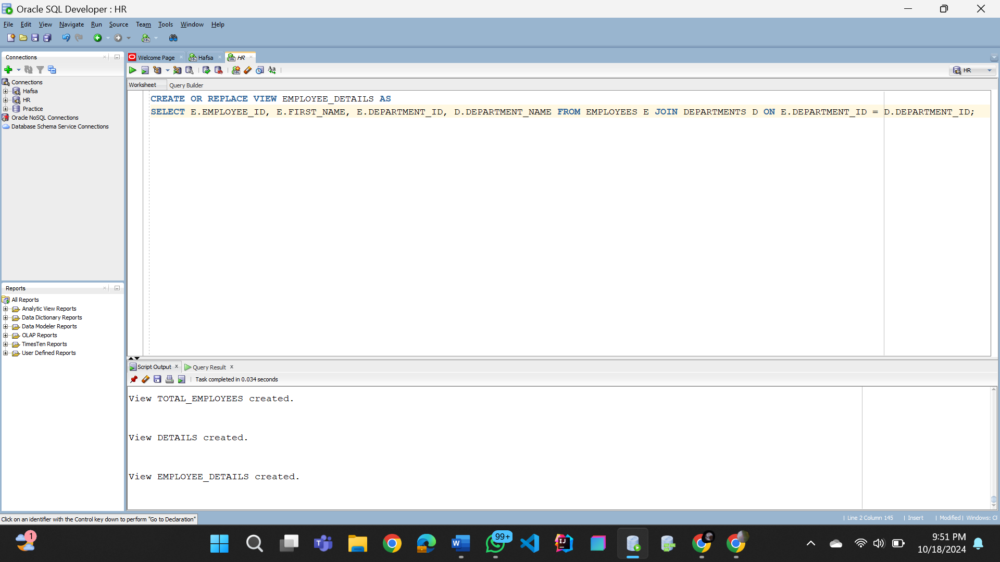 Oracle SQL Developer : HR
File Edit View Navigate Run Source Team Tools Window Help
Connections
Connections
Hafsa
HR
Practice
Oracle NoSQL Connections
Database Schema Service Connections
Reports
All Reports
Analytic View Reports
Data Dictionary Reports
Data Modeler Reports
OLAP Reports
TimesTen Reports
User Defined Reports
Welcome Page Hafsa HR
HR
Worksheet Query Builder
CREATE OR REPLACE VIEW EMPLOYEE_DETAILS AS
SELECT E.EMPLOYEE_ID, E.FIRST_NAME, E.DEPARTMENT_ID, D.DEPARTMENT_NAME FROM EMPLOYEES E JOIN DEPARTMENTS D ON E.DEPARTMENT_ID = D.DEPARTMENT_ID;
Script Output x Query Result x
Task completed in 0.034 seconds
View TOTAL_EMPLOYEES created.
View DETAILS created.
View EMPLOYEE_DETAILS created.
Click on an identifier with the Control key down to perform "Go to Declaration"
Line 2 Column 145 Insert Modified Windows: CF
1
99+
9:51 PM
10/18/2024